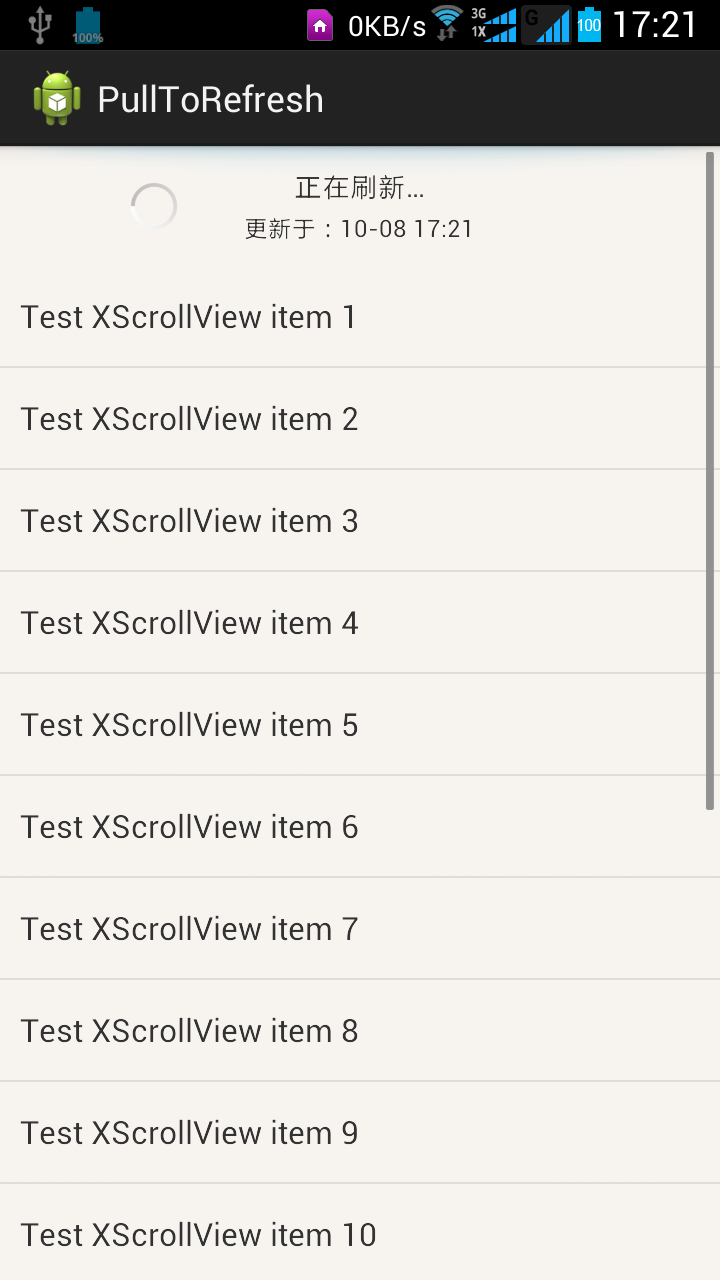 100% 0KB/s 3G 1X G 100 17:21
PullToRefresh
正在刷新...
更新于：10-08 17:21
Test XScrollView item 1
Test XScrollView item 2
Test XScrollView item 3
Test XScrollView item 4
Test XScrollView item 5
Test XScrollView item 6
Test XScrollView item 7
Test XScrollView item 8
Test XScrollView item 9
Test XScrollView item 10